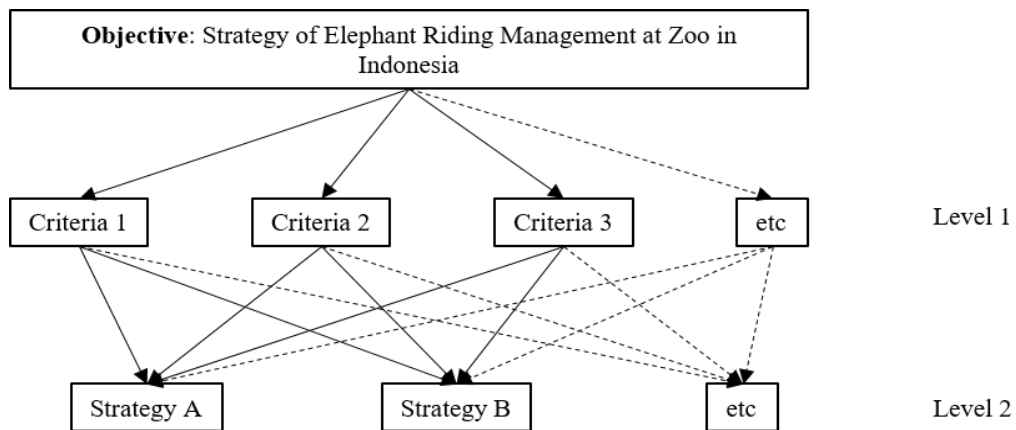 Objective: Strategy of Elephant Riding Management at Zoo in
Indonesia
Criteria 1
Criteria 2
Criteria 3
etc
Level 1
Strategy A
Strategy B
etc
Level 2